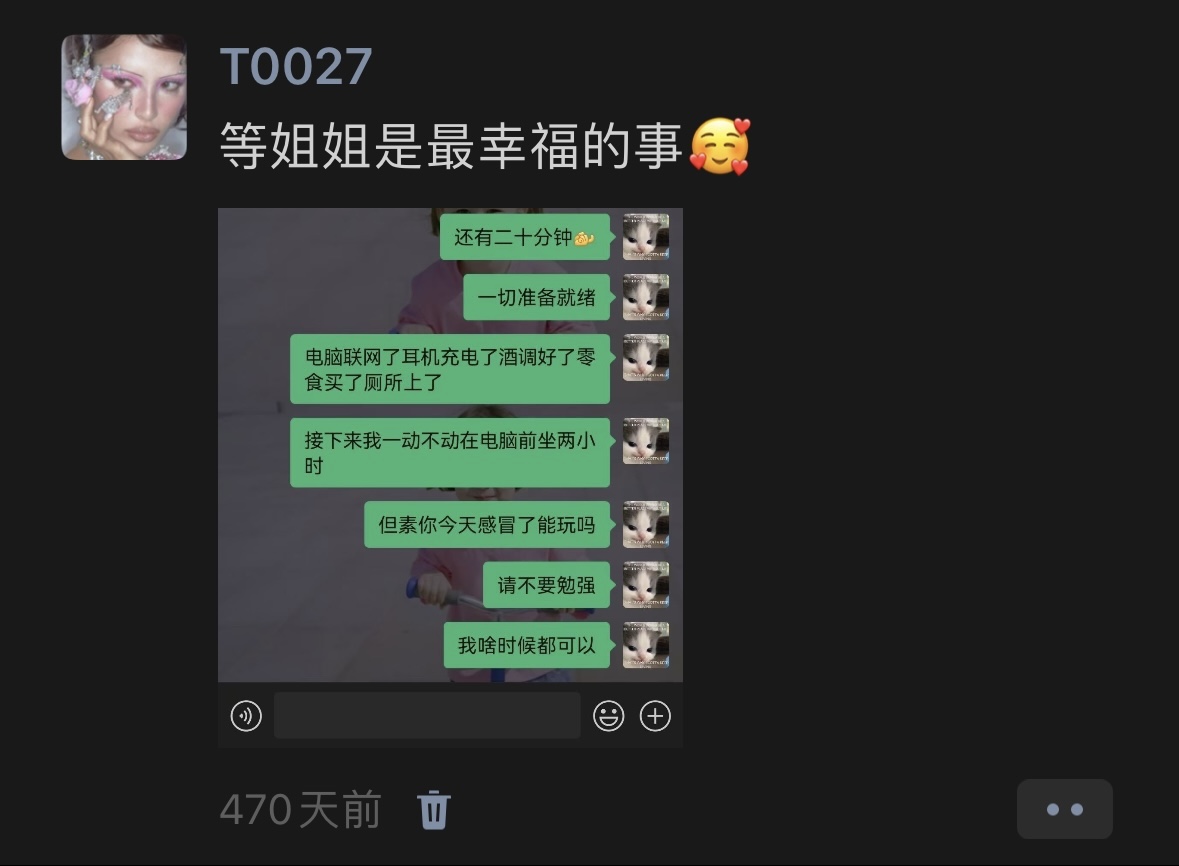 T0027
等姐姐是最幸福的事🥰
还有二十分钟
一切准备就绪
电脑联网了耳机充电了酒调好了零
食买了厕所上了
接下来我一动不动在电脑前坐两小
时
但素你今天感冒了能玩吗
请不要勉强
我啥时候都可以
470天前